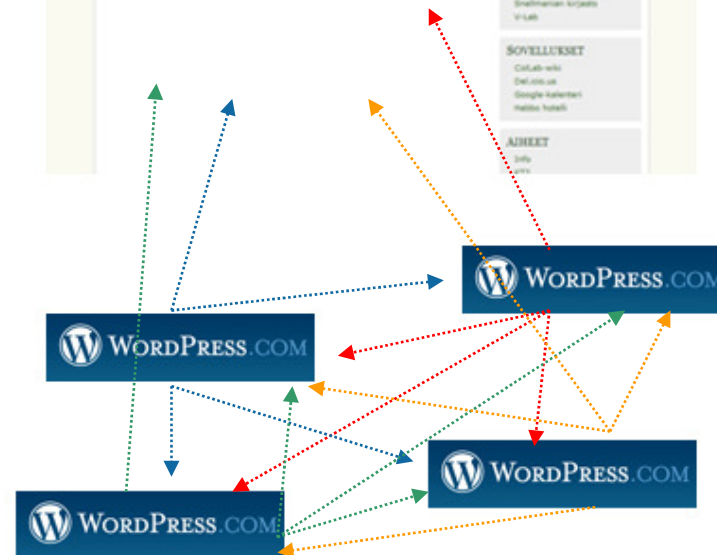 Snellmanian kirjasto
V-Lab
SOVELLUKSET
CoLab-wiki
Del.icio.us
Google-kalenteri
Habbo hotelli
AIHEET
Info
WORDPRESS.COM
WORDPRESS.COM
WORDPRESS.COM
WORDPRESS.COM